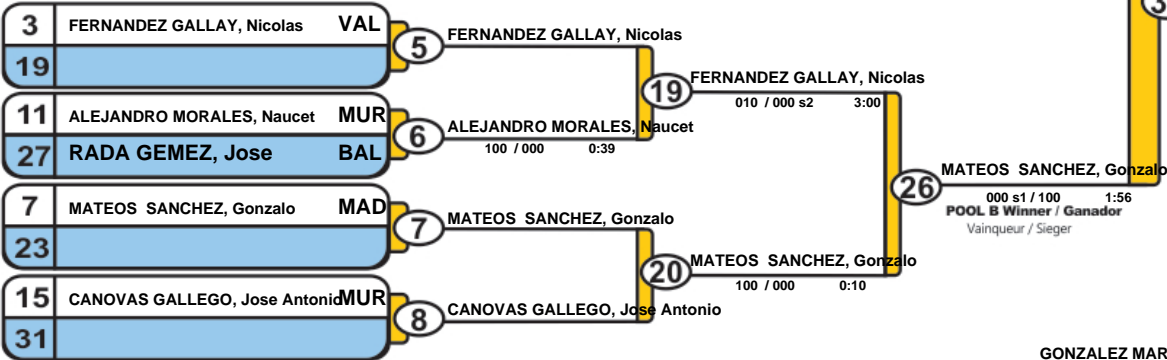 3 FERNANDEZ GALLAY, Nicolas VAL
19
5
FERNANDEZ GALLAY, Nicolas
11 ALEJANDRO MORALES, Naucet MUR
27 RADA GEMEZ, Jose BAL
6
ALEJANDRO MORALES, Naucet
100 / 000 0:39
19
FERNANDEZ GALLAY, Nicolas
010 / 000 s2 3:00
7 MATEOS SANCHEZ, Gonzalo MAD
23
7
MATEOS SANCHEZ, Gonzalo
15 CANOVAS GALLEGO, Jose Antonio MUR
31
8
CANOVAS GALLEGO, Jose Antonio
20
MATEOS SANCHEZ, Gonzalo
100 / 000 0:10
26
MATEOS SANCHEZ, Gonzalo
000 s1 / 100 1:56
POOL B Winner / Ganador
Vainqueur / Sieger
GONZALEZ MAR